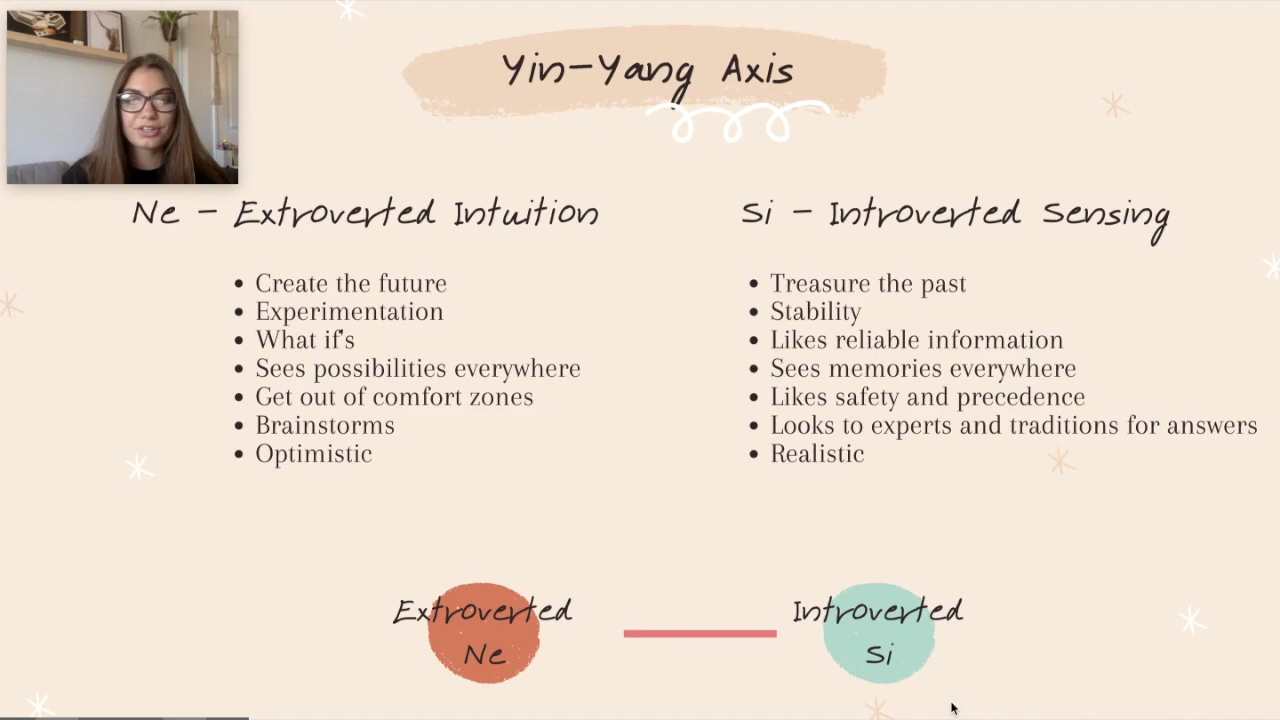 Yin-Yang Axis
Ne - Extroverted Intuition
• Create the future
• Experimentation
• What if's
• Sees possibilities everywhere
• Get out of comfort zones
• Brainstorms
• Optimistic
Si - Introverted Sensing
• Treasure the past
• Stability
• Likes reliable information
• Sees memories everywhere
• Likes safety and precedence
• Looks to experts and traditions for answers
• Realistic
Extroverted
Ne
Introverted
Si